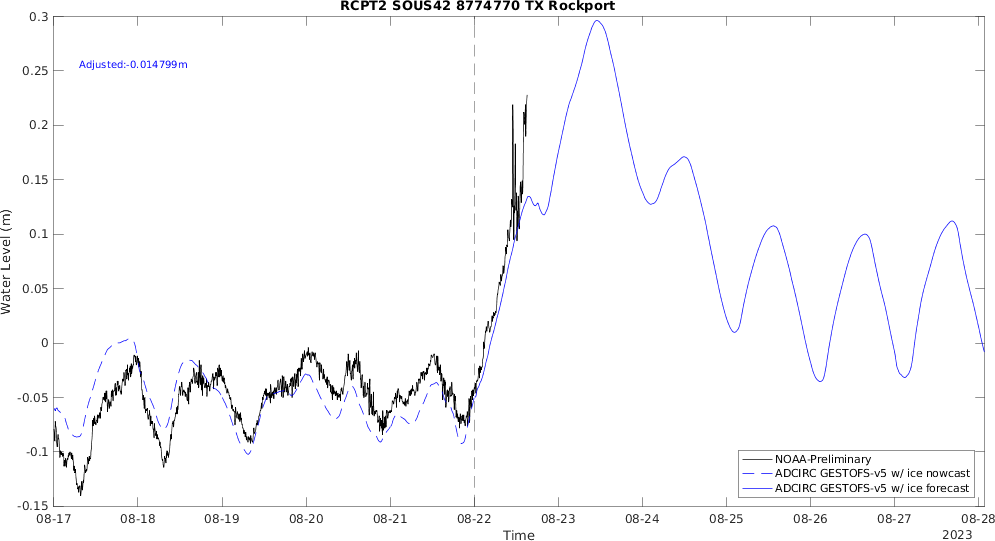 RCPT2 SOUS42 8774770 TX Rockport
Adjusted:-0.014799m
Water Level (m)
0.3
0.25
0.2
0.15
0.1
0.05
0
-0.05
-0.1
-0.15
NOAA-Preliminary
ADCIRC GESTOFS-v5 w/ ice nowcast
ADCIRC GESTOFS-v5 w/ ice forecast
08-17 08-18 08-19 08-20 08-21 08-22 08-23 08-24 08-25 08-26 08-27 08-28
Time
2023